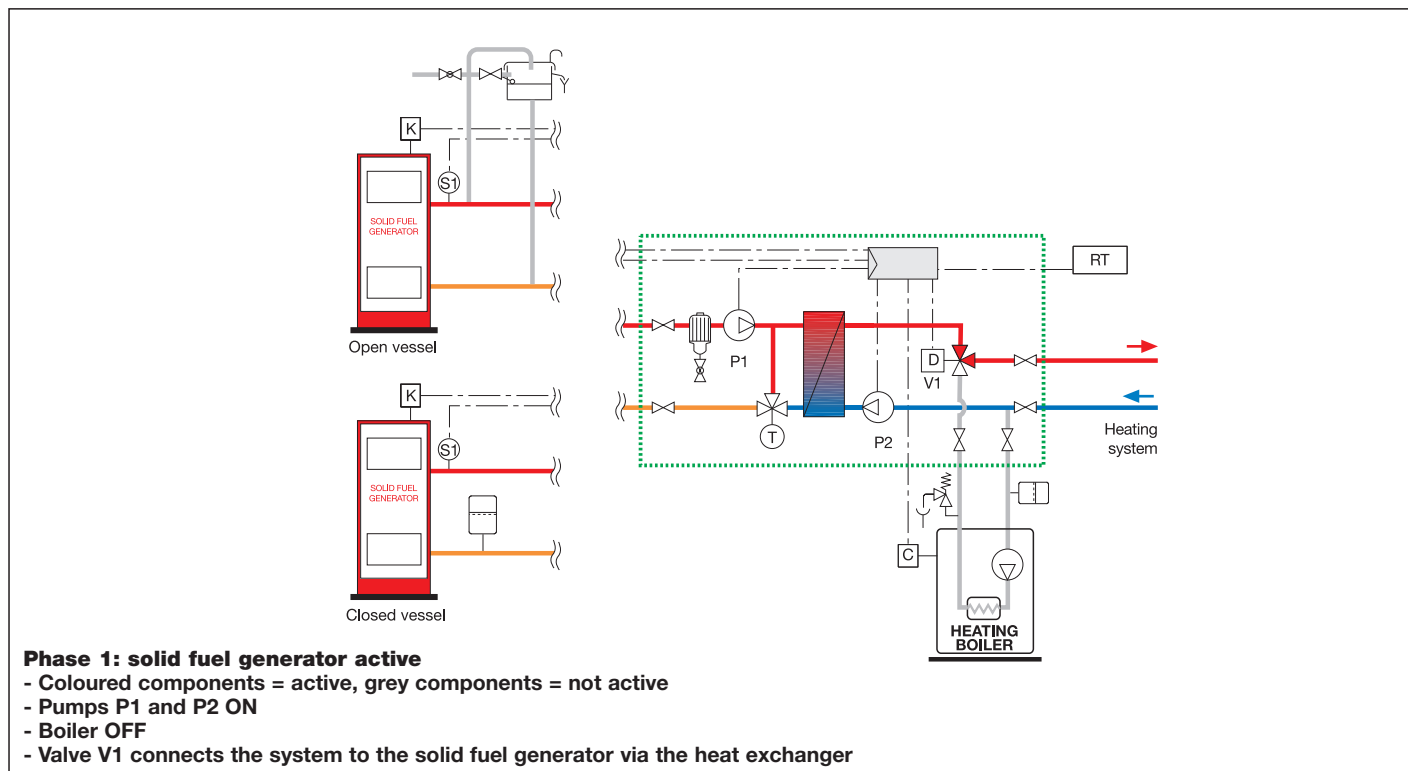 K
S1
SOLID FUEL
GENERATOR
Open vessel
K
S1
SOLID FUEL
GENERATOR
Closed vessel
RT
P1
D
V1
T
P2
Heating
system
C
HEATING
BOILER
Phase 1: solid fuel generator active
- Coloured components = active, grey components = not active
- Pumps P1 and P2 ON
- Boiler OFF
- Valve V1 connects the system to the solid fuel generator via the heat exchanger